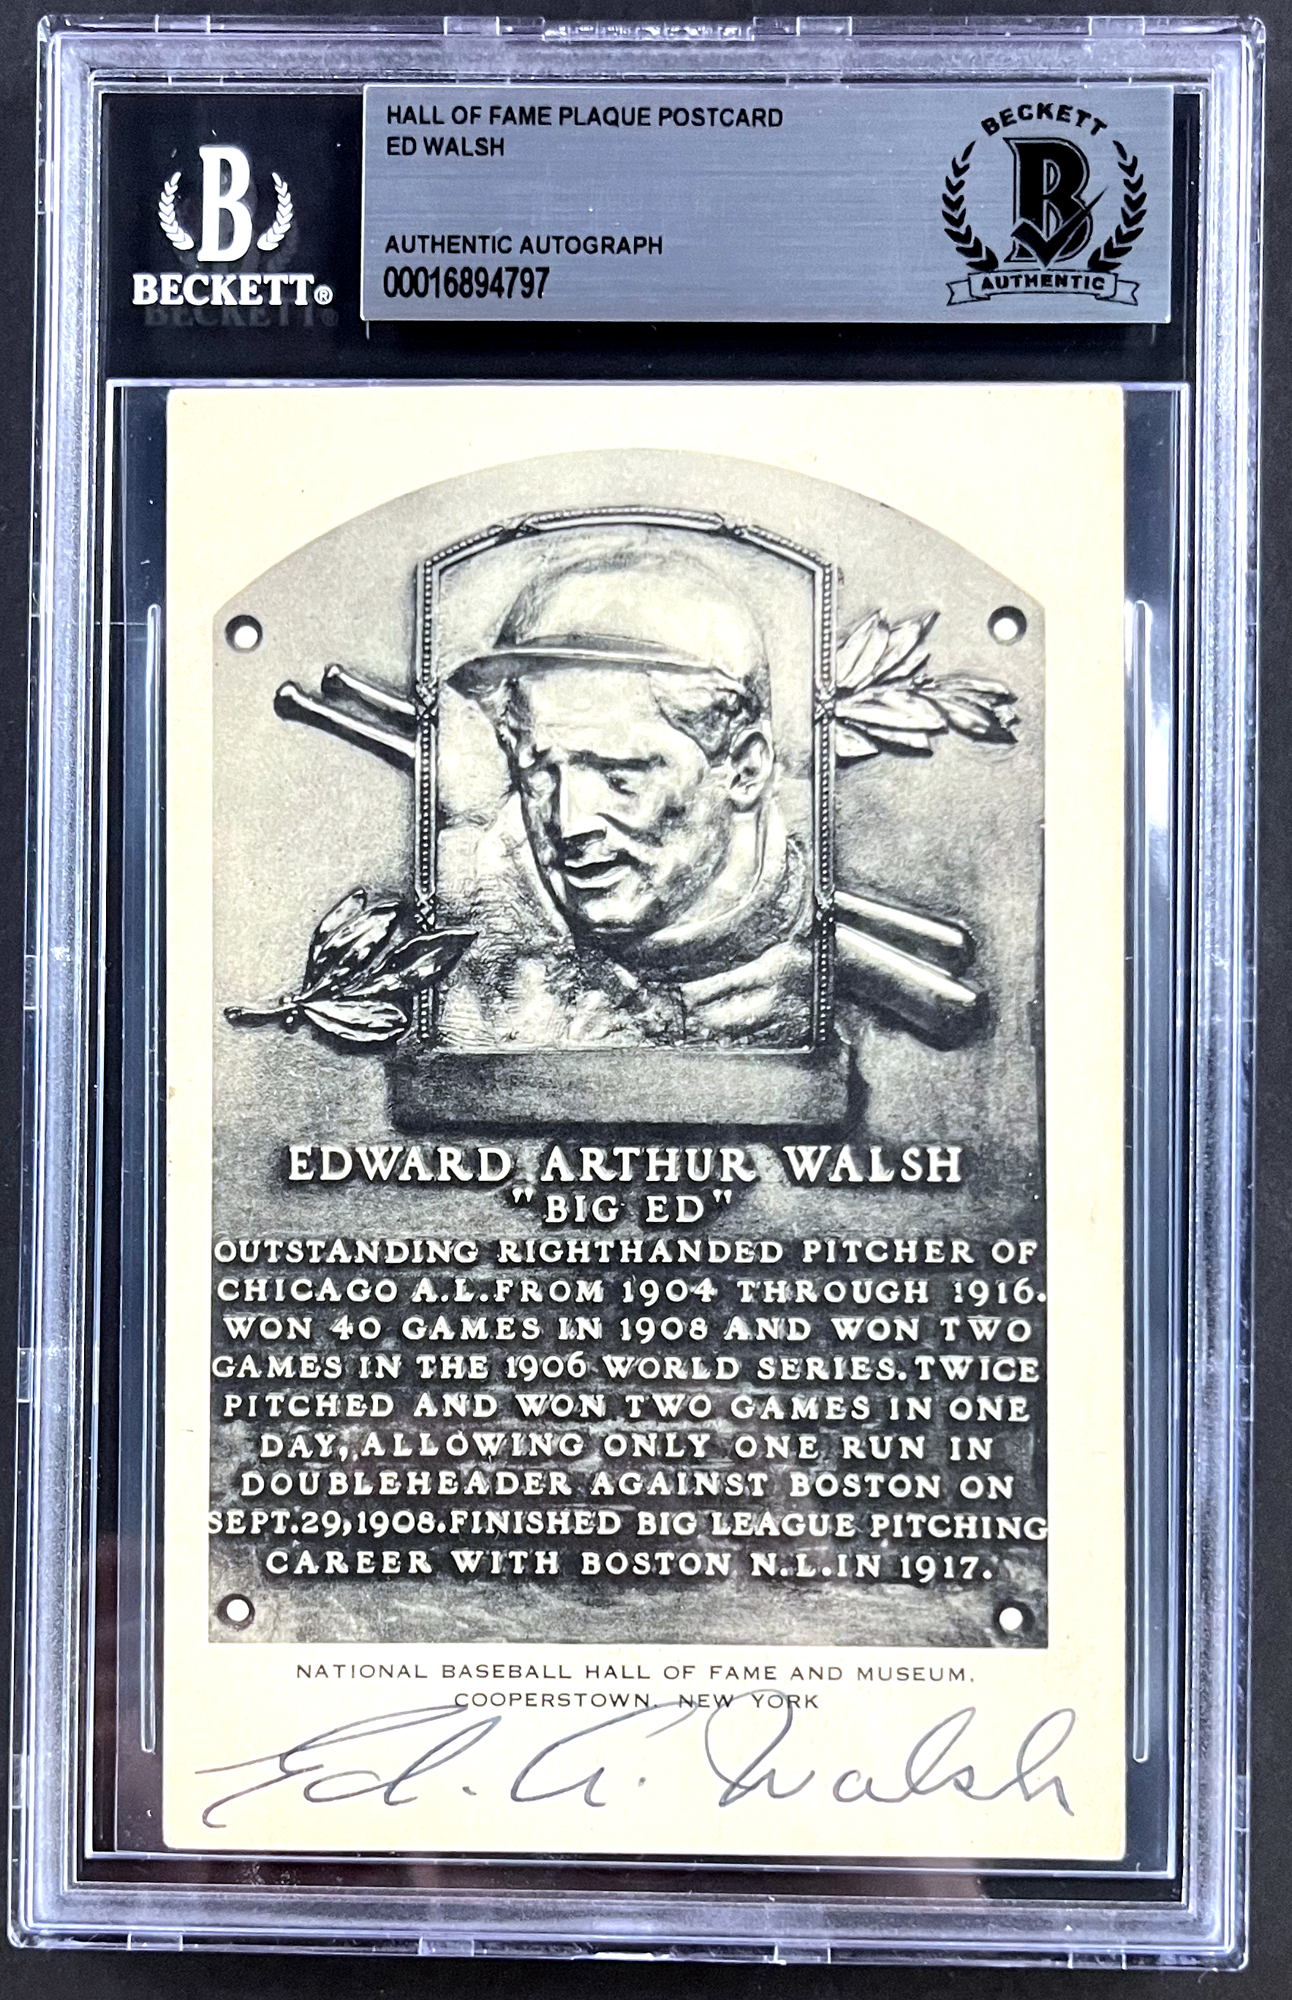 HALL OF FAME PLAQUE POSTCARD
ED WALSH
AUTHENTIC AUTOGRAPH
00016894797
B
BECKETT®
BECKETT
B
AUTHENTIC
EDWARD ARTHUR WALSH
"BIG ED"
OUTSTANDING RIGHTHANDED PITCHER OF
CHICAGO A.L. FROM 1904 THROUGH 1916.
WON 40 GAMES IN 1908 AND WON TWO
GAMES IN THE 1906 WORLD SERIES. TWICE
PITCHED AND WON TWO GAMES IN ONE
DAY, ALLOWING ONLY ONE RUN IN
DOUBLEHEADER AGAINST BOSTON ON
SEPT. 29, 1908. FINISHED BIG LEAGUE PITCHING
CAREER WITH BOSTON N.L. IN 1917.
NATIONAL BASEBALL HALL OF FAME AND MUSEUM,
COOPERSTOWN, NEW YORK
Ed. A. Walsh